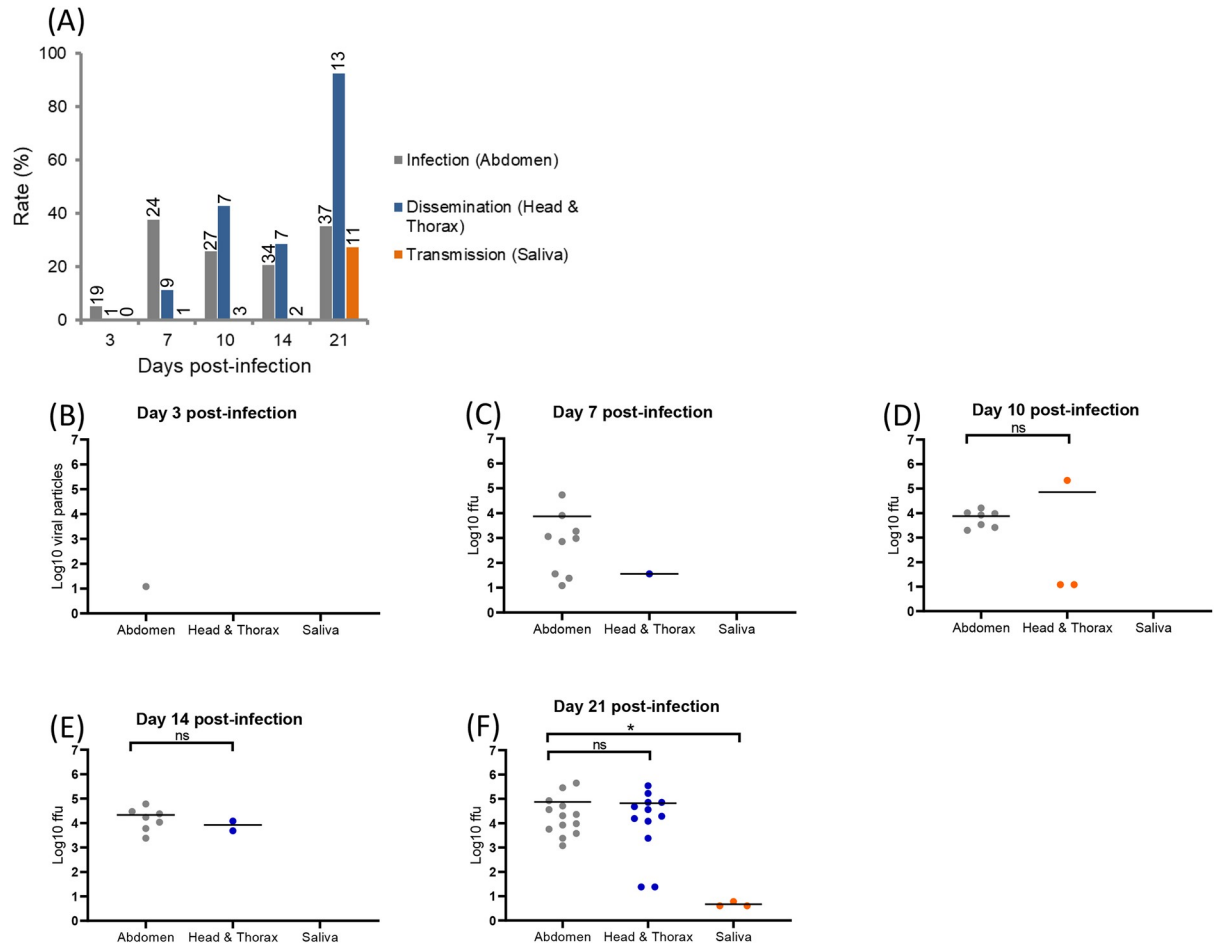 (A)
100
80
60
40
20
0
Rate (%)
19
1
0
24
9
1
27
7
3
34
7
2
37
13
11
3
7
10
14
21
Days post-infection
Infection (Abdomen)
Dissemination (Head &
Thorax)
Transmission (Saliva)
(B)
Day 3 post-infection
Log10 viral particles
7
6
5
4
3
2
1
0
Abdomen
Head & Thorax
Saliva
(C)
Day 7 post-infection
Log10 ffu
7
6
5
4
3
2
1
0
Abdomen
Head & Thorax
Saliva
(D)
Day 10 post-infection
ns
Log10 ffu
7
6
5
4
3
2
1
0
Abdomen
Head & Thorax
Saliva
(E)
Day 14 post-infection
ns
Log10 ffu
7
6
5
4
3
2
1
0
Abdomen
Head & Thorax
Saliva
(F)
Day 21 post-infection
*
ns
Log10 ffu
7
6
5
4
3
2
1
0
Abdomen
Head & Thorax
Saliva